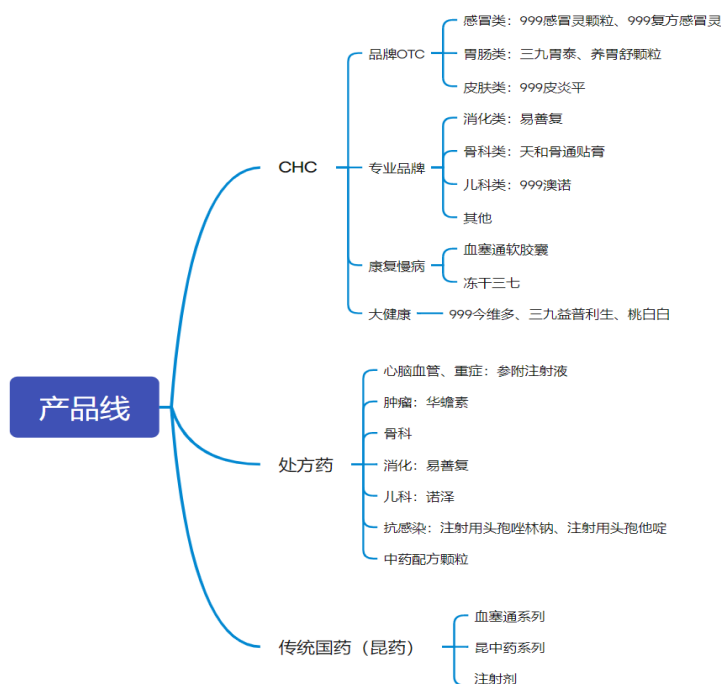 产品线
CHC
品牌OTC
感冒类：999感冒灵颗粒、999复方感冒灵
胃肠类：三九胃泰、养胃舒颗粒
皮肤类：999皮炎平
专业品牌
消化类：易善复
骨科类：天和骨通贴膏
儿科类：999澳诺
其他
康复慢病
血塞通软胶囊
冻干三七
大健康
999今维多、三九益普利生、桃白白
处方药
心脑血管、重症：参附注射液
肿瘤：华蟾素
骨科
消化：易善复
儿科：诺泽
抗感染：注射用头孢唑林钠、注射用头孢他啶
中药配方颗粒
传统国药（昆药）
血塞通系列
昆中药系列
注射剂